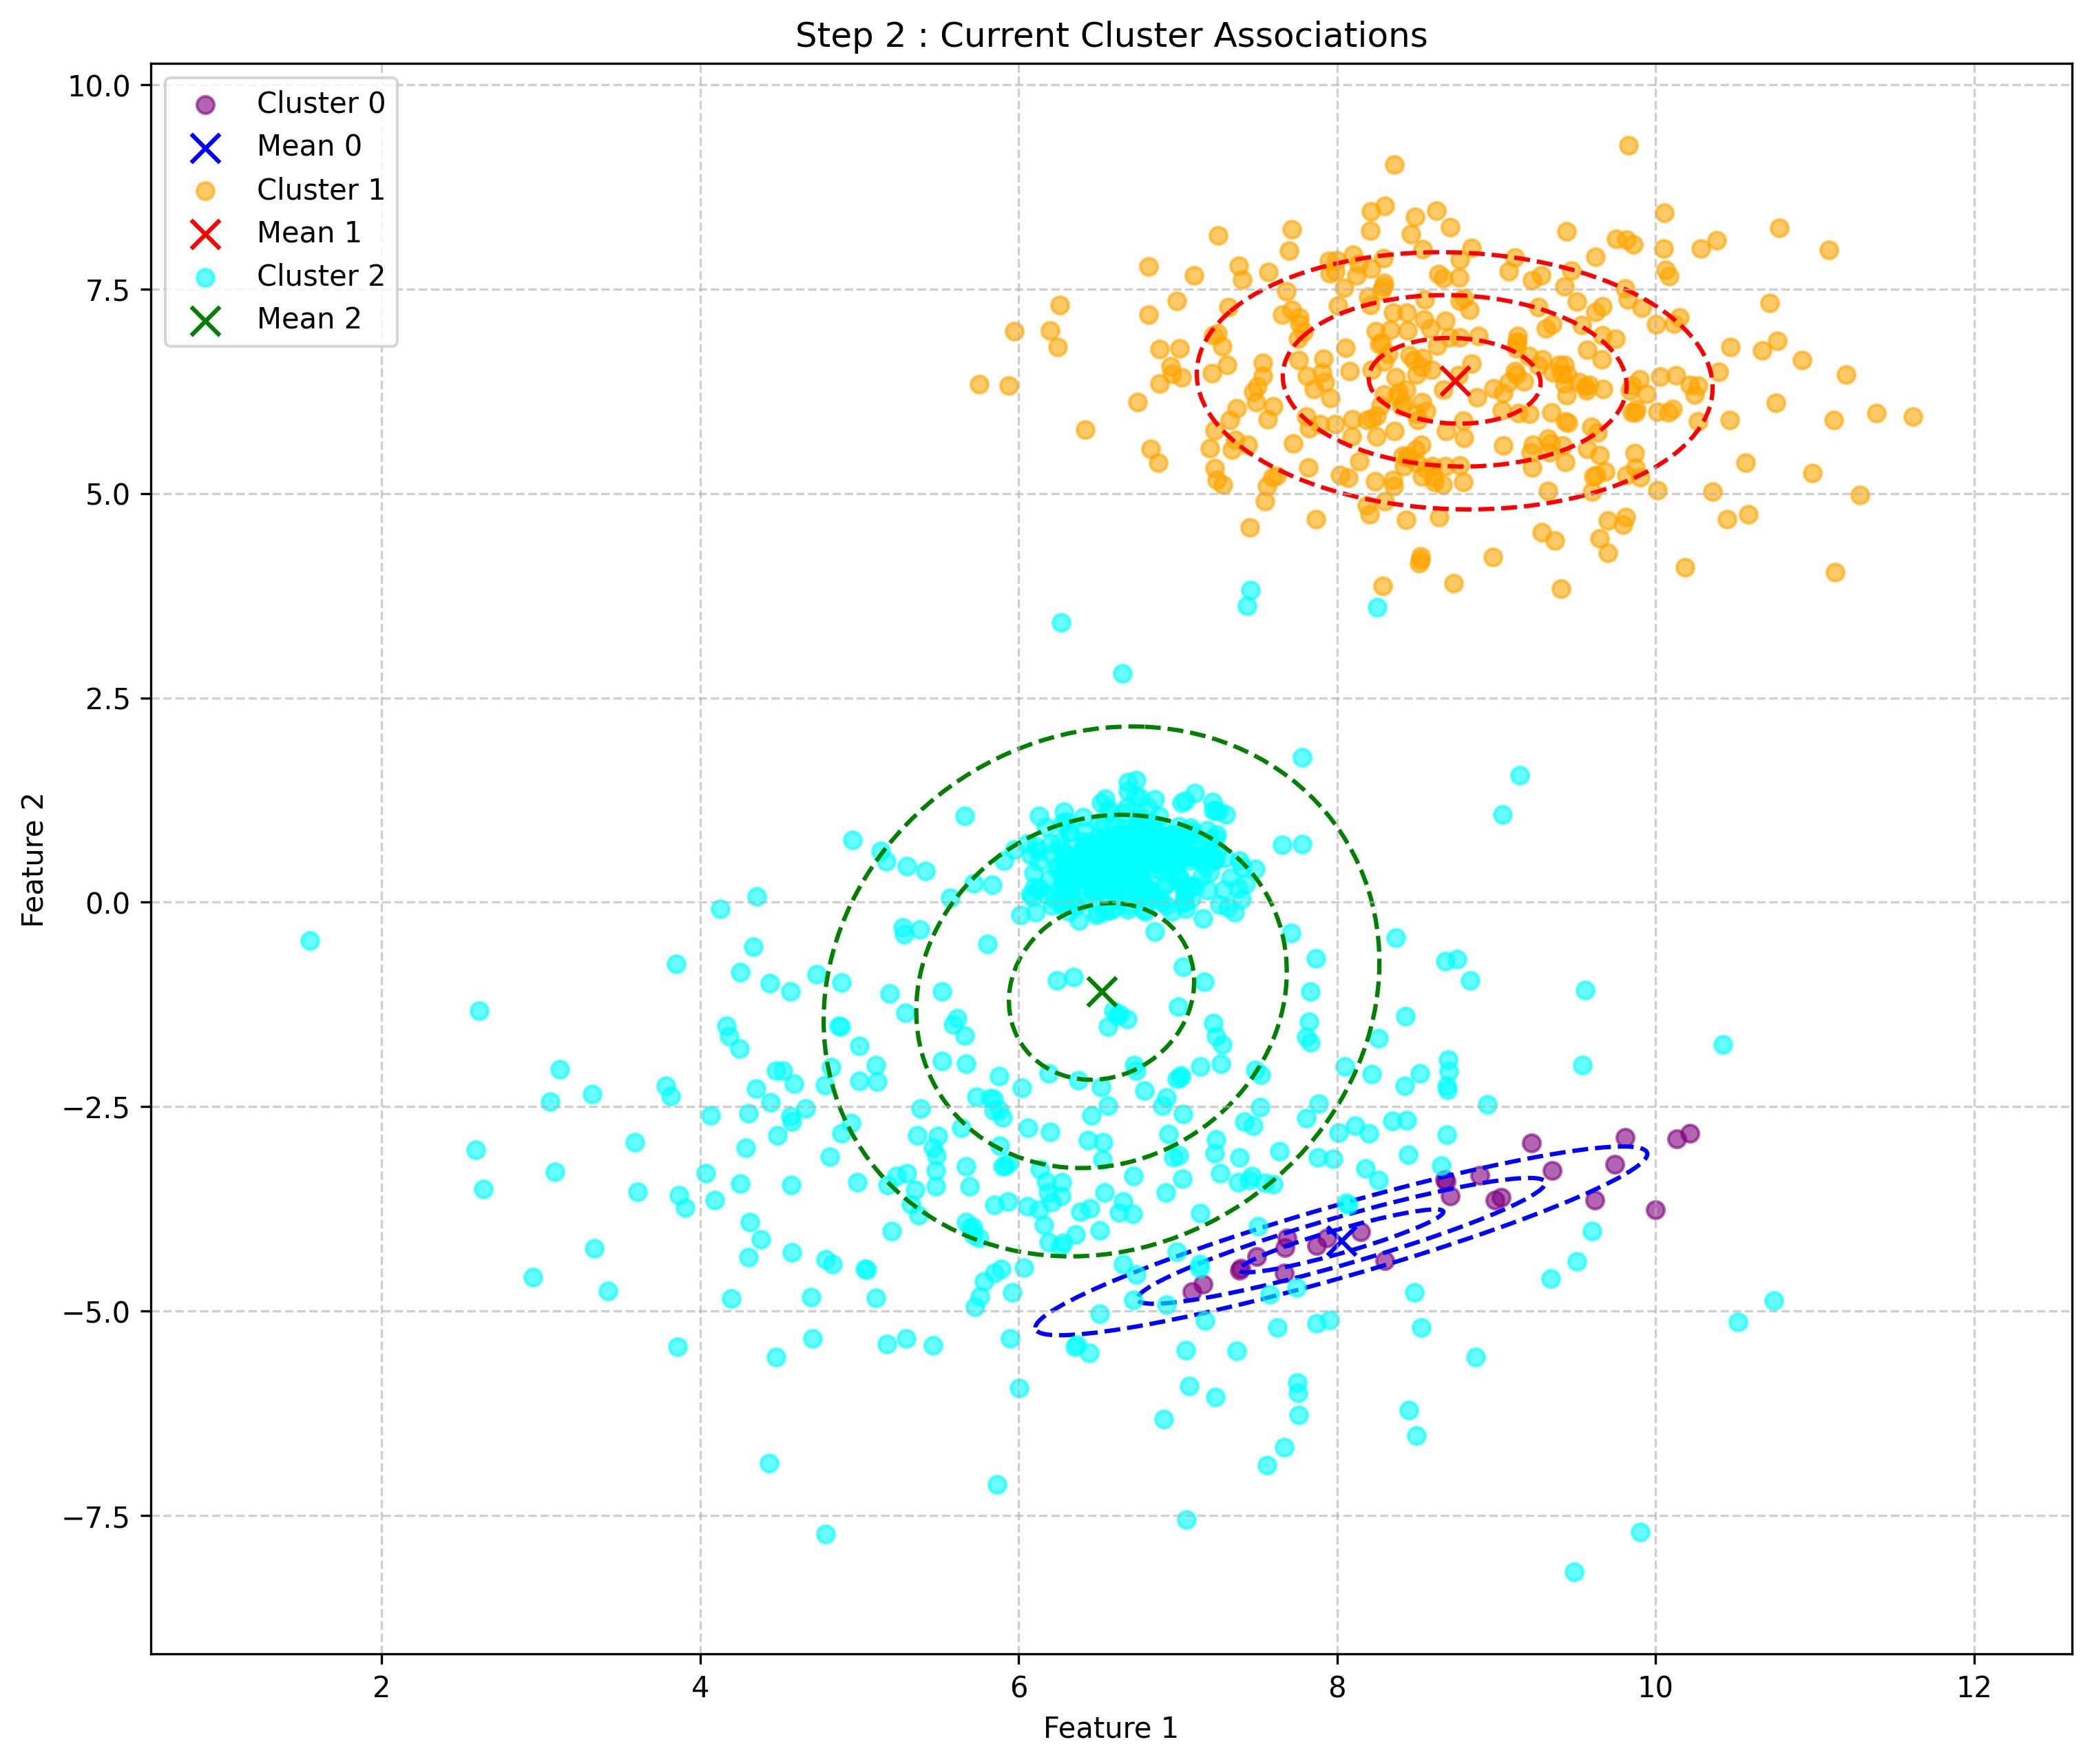 Step 2 : Current Cluster Associations
10.0
7.5
5.0
2.5
0.0
−2.5
−5.0
−7.5
Feature 2
Cluster 0
Mean 0
Cluster 1
Mean 1
Cluster 2
Mean 2
2
4
6
8
10
12
Feature 1